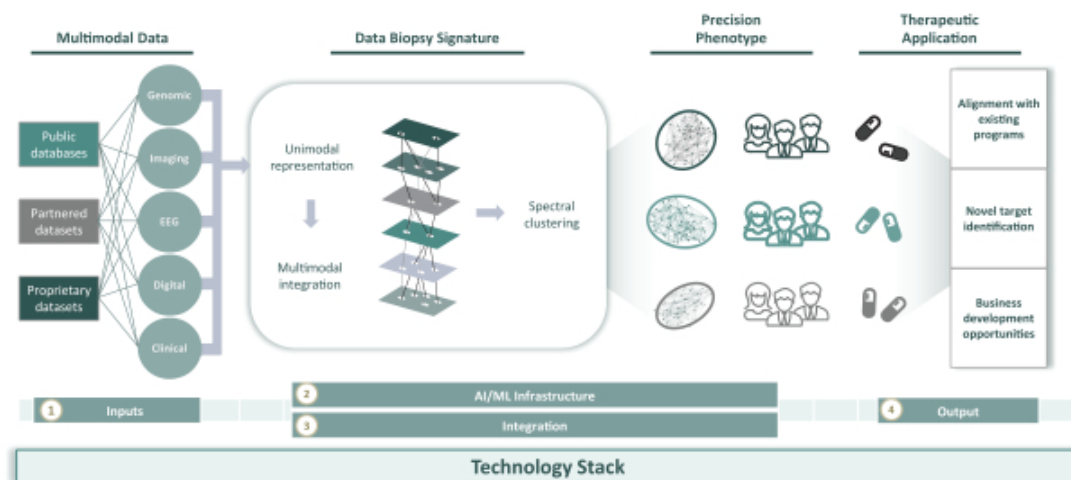 Multimodal Data
Data Biopsy Signature
Precision
Phenotype
Therapeutic
Application
Public
databases
Partnered
datasets
Proprietary
datasets
Genomic
Imaging
EEG
Digital
Clinical
Unimodal
representation
Multimodal
integration
Spectral
clustering
Alignment with
existing
programs
Novel target
identification
Business
development
opportunities
1
Inputs
2
AI/ML Infrastructure
3
Integration
4
Output
Technology Stack